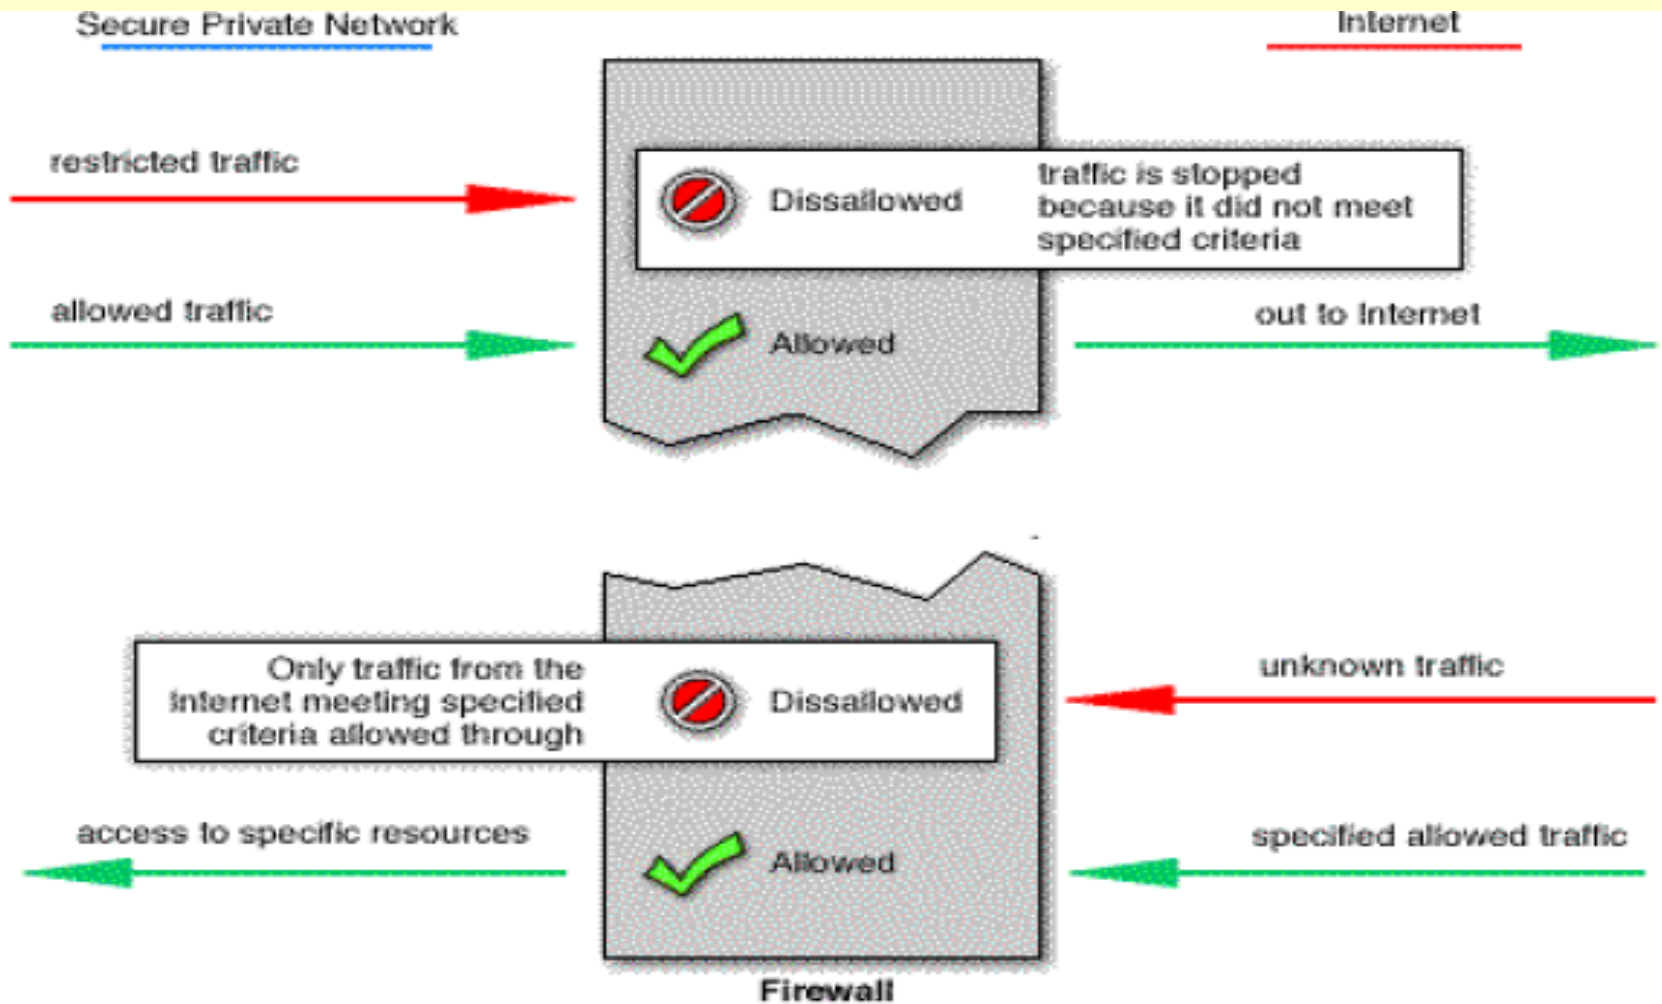 Secure Private Network
Internet
restricted traffic
Dissallowed
traffic is stopped
because it did not meet
specified criteria
allowed traffic
Allowed
out to Internet
Only traffic from the
Internet meeting specified
criteria allowed through
Dissallowed
unknown traffic
access to specific resources
Allowed
specified allowed traffic
Firewall